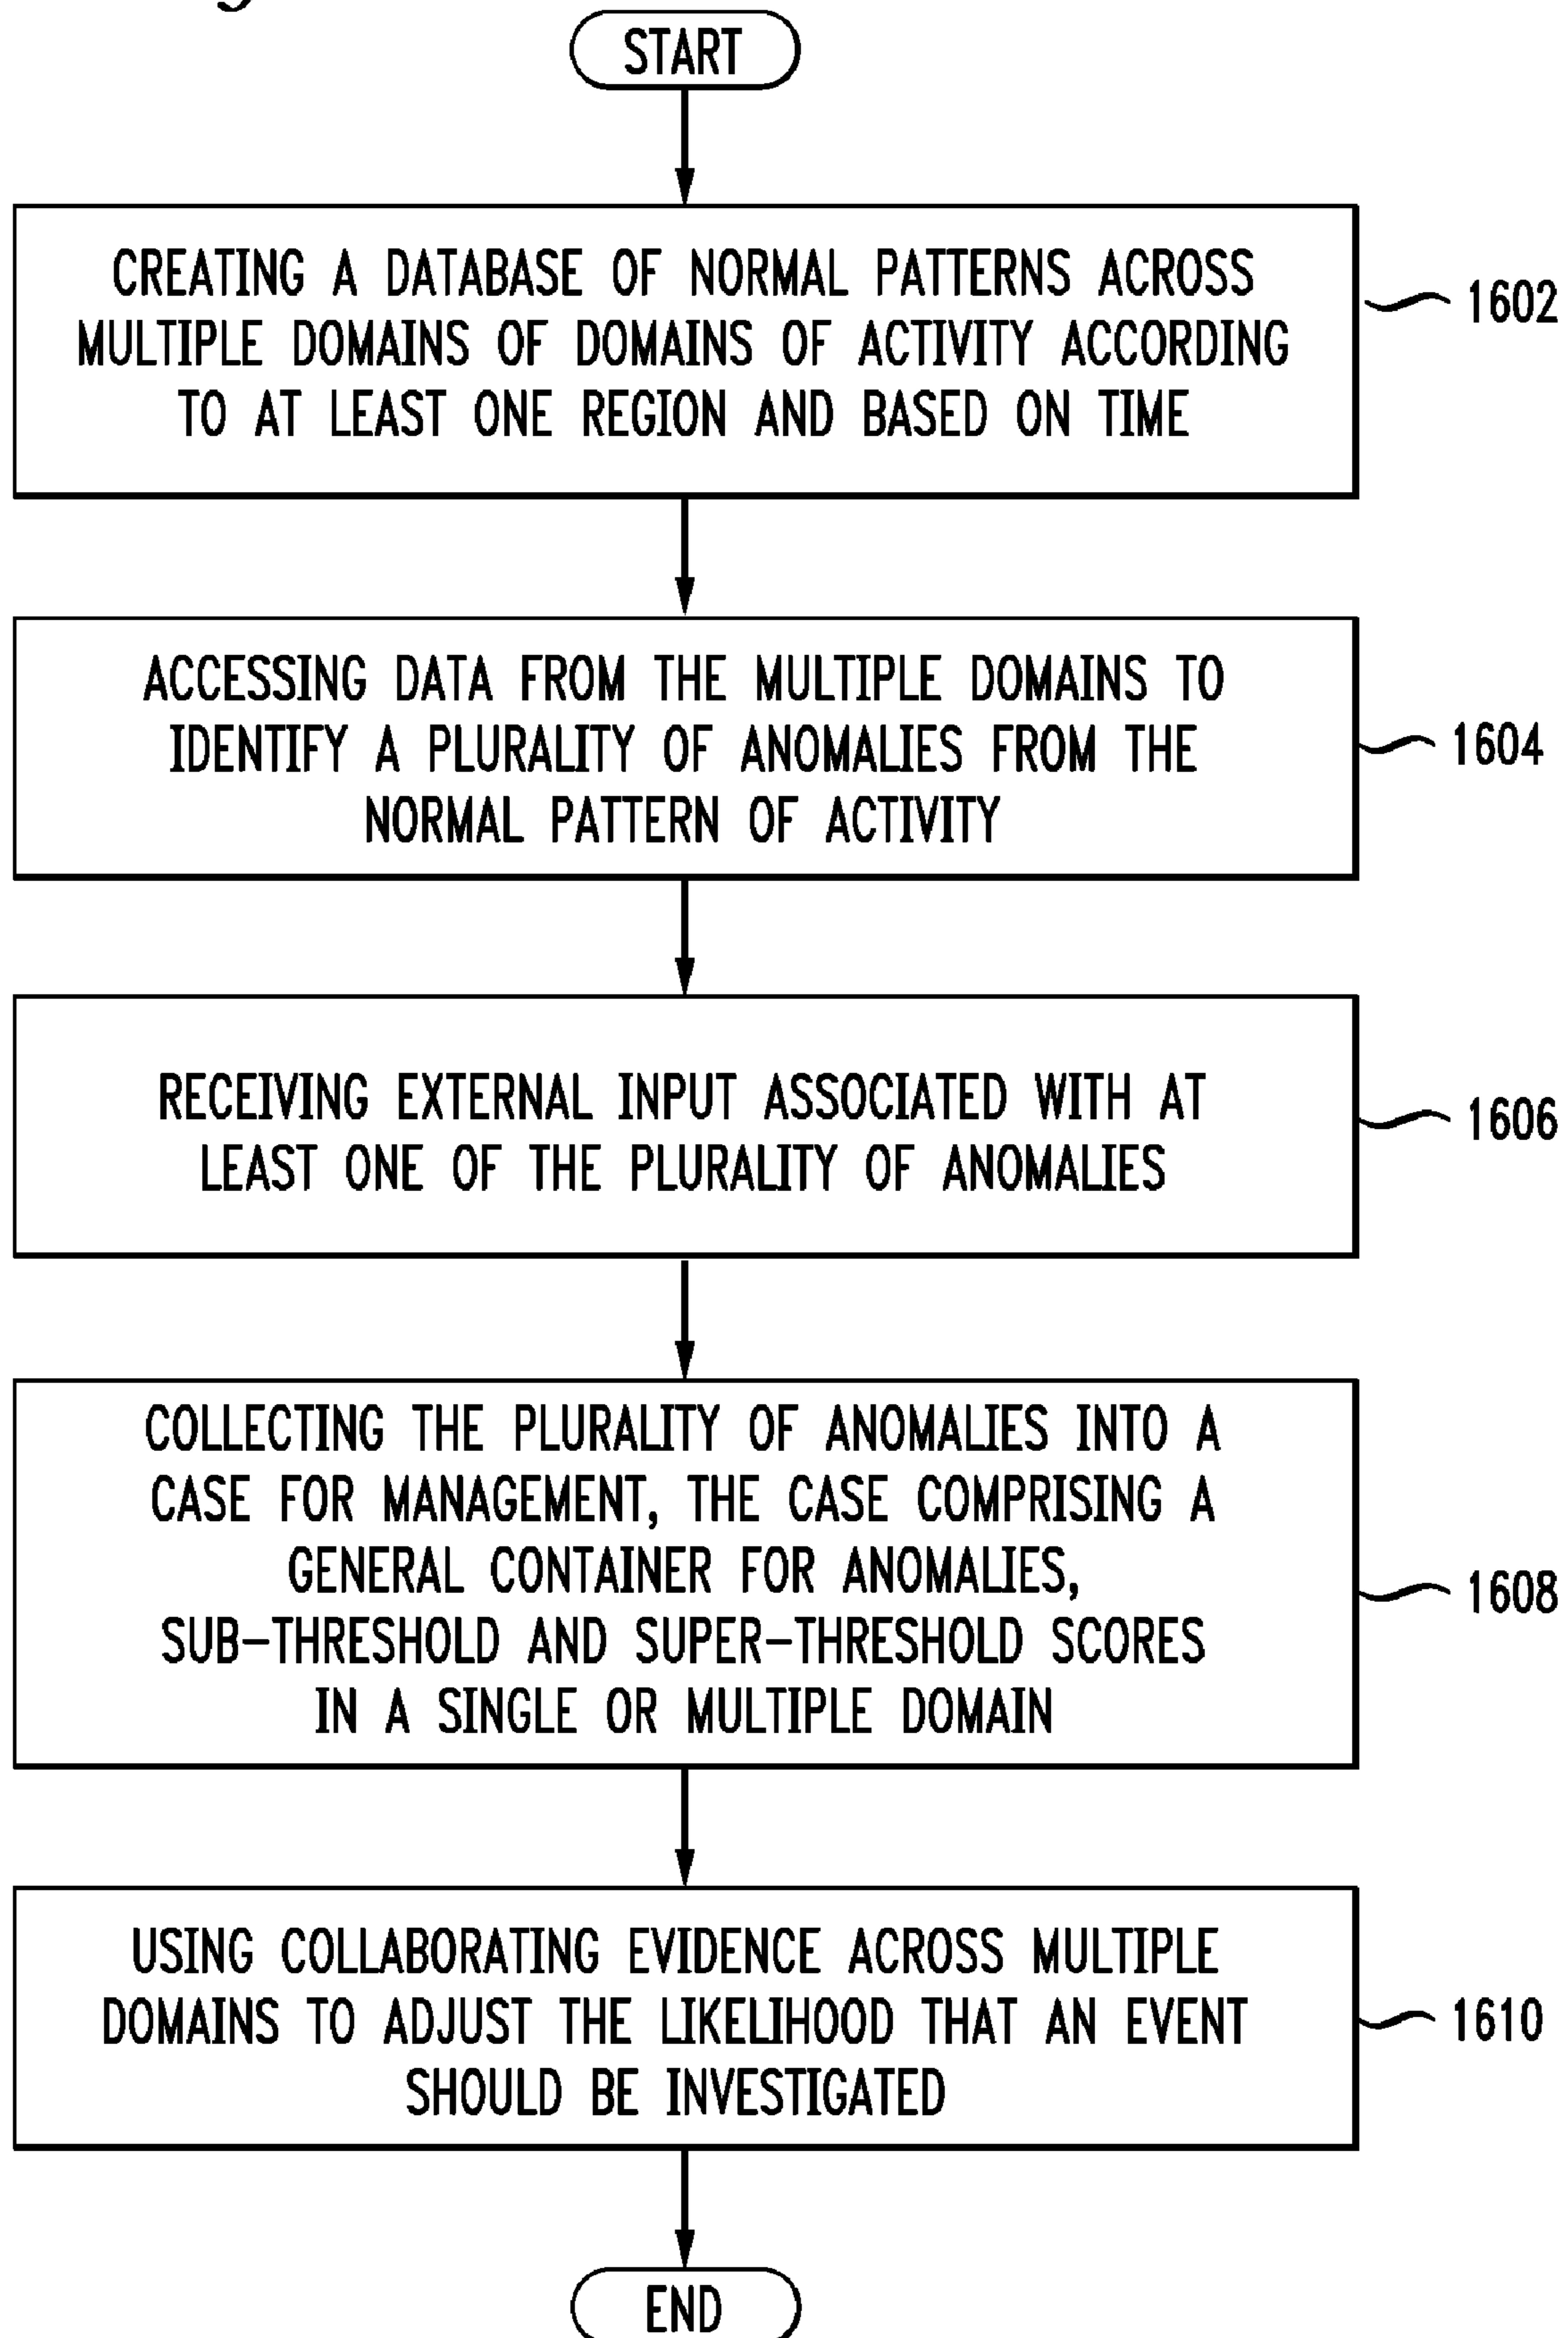 START
CREATING A DATABASE OF NORMAL PATTERNS ACROSS
MULTIPLE DOMAINS OF DOMAINS OF ACTIVITY ACCORDING
TO AT LEAST ONE REGION AND BASED ON TIME
1602
ACCESSING DATA FROM THE MULTIPLE DOMAINS TO
IDENTIFY A PLURALITY OF ANOMALIES FROM THE
NORMAL PATTERN OF ACTIVITY
1604
RECEIVING EXTERNAL INPUT ASSOCIATED WITH AT
LEAST ONE OF THE PLURALITY OF ANOMALIES
1606
COLLECTING THE PLURALITY OF ANOMALIES INTO A
CASE FOR MANAGEMENT, THE CASE COMPRISING A
GENERAL CONTAINER FOR ANOMALIES,
SUB-THRESHOLD AND SUPER-THRESHOLD SCORES
IN A SINGLE OR MULTIPLE DOMAIN
1608
USING COLLABORATING EVIDENCE ACROSS MULTIPLE
DOMAINS TO ADJUST THE LIKELIHOOD THAT AN EVENT
SHOULD BE INVESTIGATED
1610
END